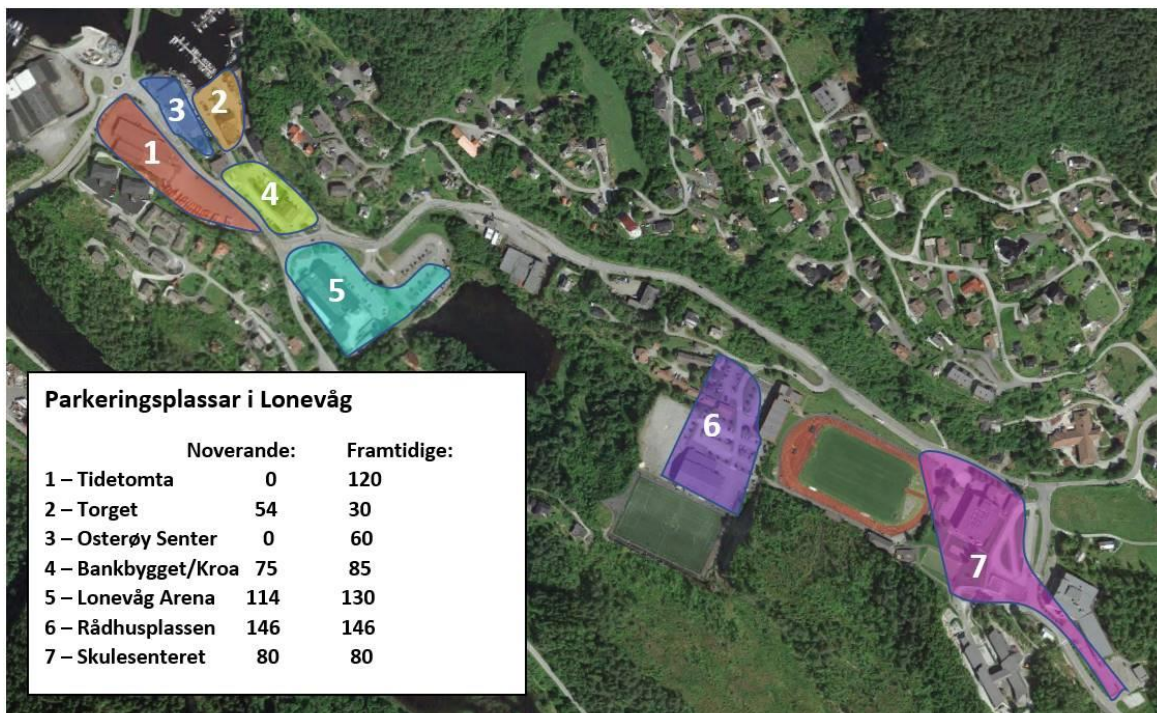 3
2
1
4
5
6
7
Parkeringsplassar i Lonevåg
Noverande: Framtidige:
1 – Tidetomta 0 120
2 – Torget 54 30
3 – Osterøy Senter 0 60
4 – Bankbygget/Kroa 75 85
5 – Lonevåg Arena 114 130
6 – Rådhusplassen 146 146
7 – Skulesenteret 80 80